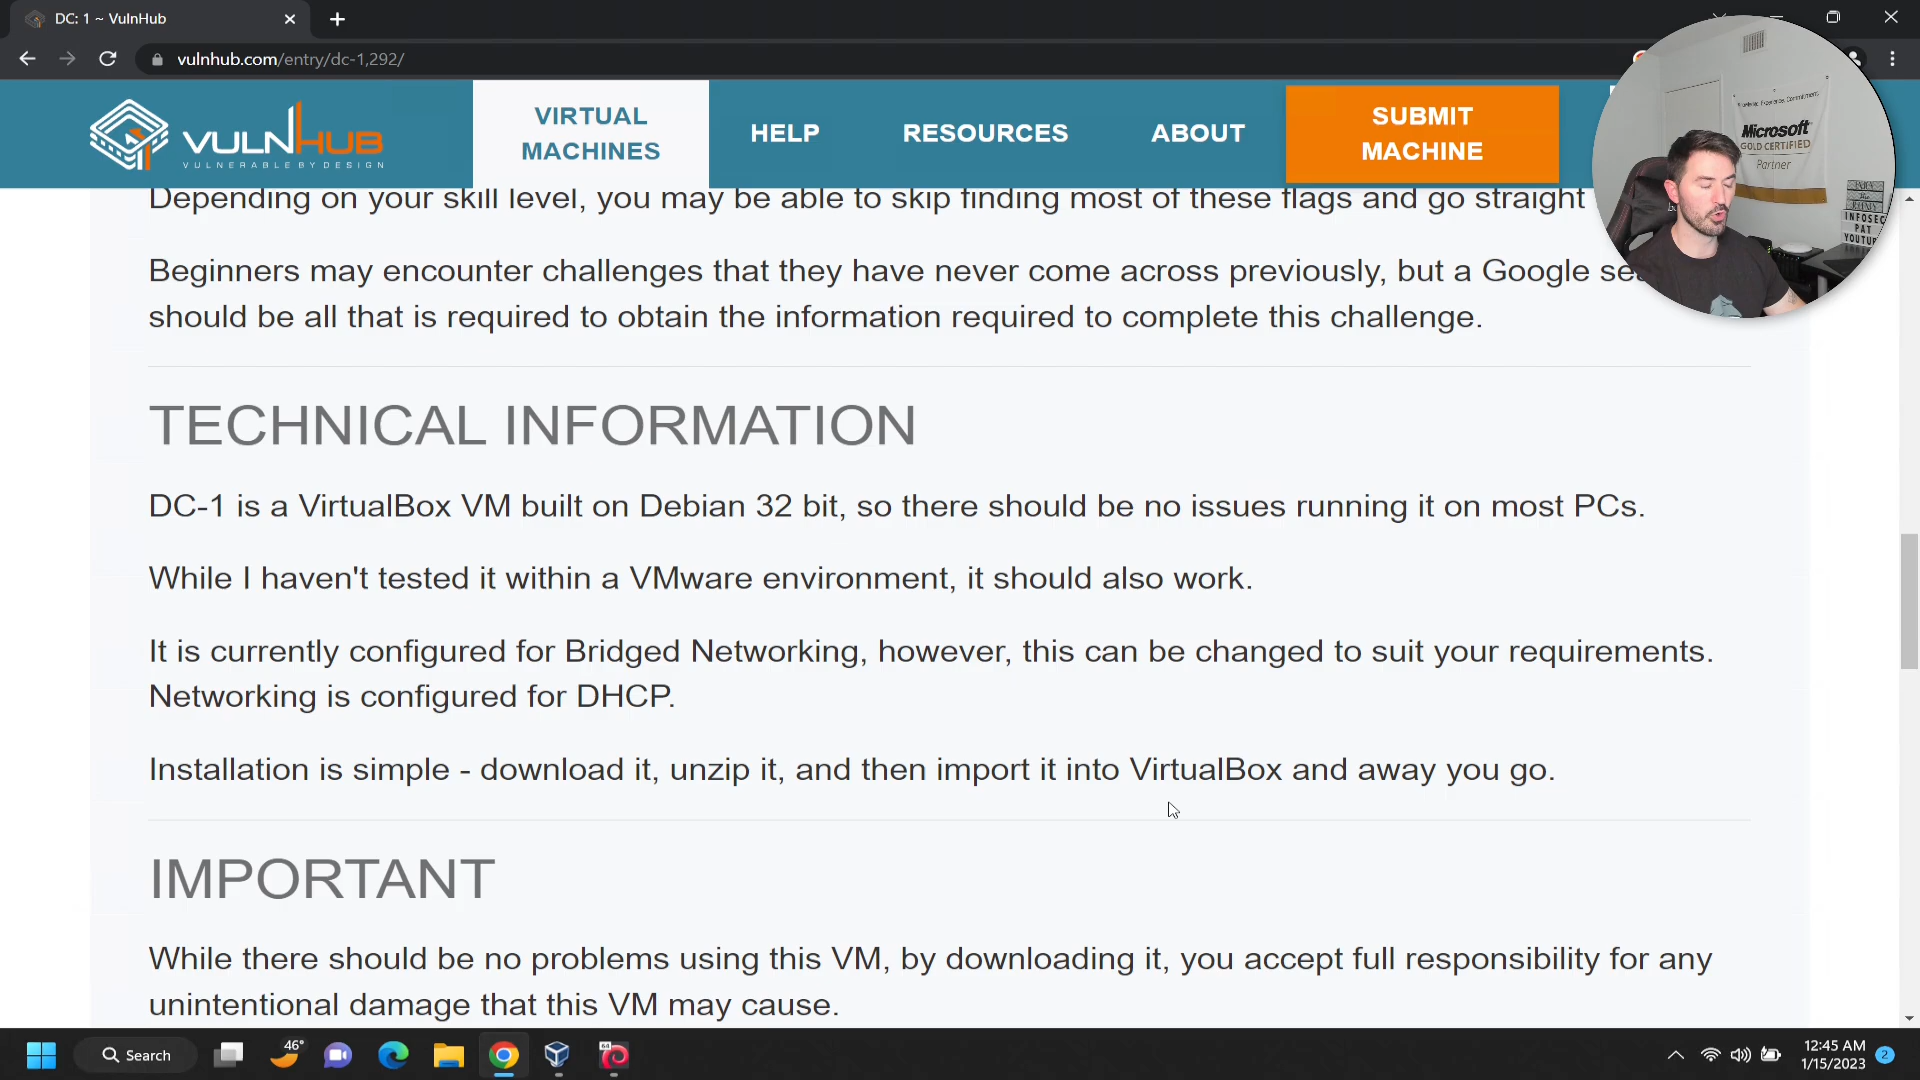 DC: 1 ~ VulnHub
vulnhub.com/entry/dc-1,292/
VULNHUB
VULNERABLE BY DESIGN
VIRTUAL
MACHINES
HELP
RESOURCES
ABOUT
SUBMIT
MACHINE
Microsoft
GOLD CERTIFIED
Partner
INFOSEC
PAT
YOUTU
Depending on your skill level, you may be able to skip finding most of these flags and go straight
Beginners may encounter challenges that they have never come across previously, but a Google
should be all that is required to obtain the information required to complete this challenge.
TECHNICAL INFORMATION
DC-1 is a VirtualBox VM built on Debian 32 bit, so there should be no issues running it on most PCs.
While I haven't tested it within a VMware environment, it should also work.
It is currently configured for Bridged Networking, however, this can be changed to suit your requirements.
Networking is configured for DHCP.
Installation is simple - download it, unzip it, and then import it into VirtualBox and away you go.
IMPORTANT
While there should be no problems using this VM, by downloading it, you accept full responsibility for any
unintentional damage that this VM may cause.
46°
Search
64
12:45 AM
1/15/2023
2